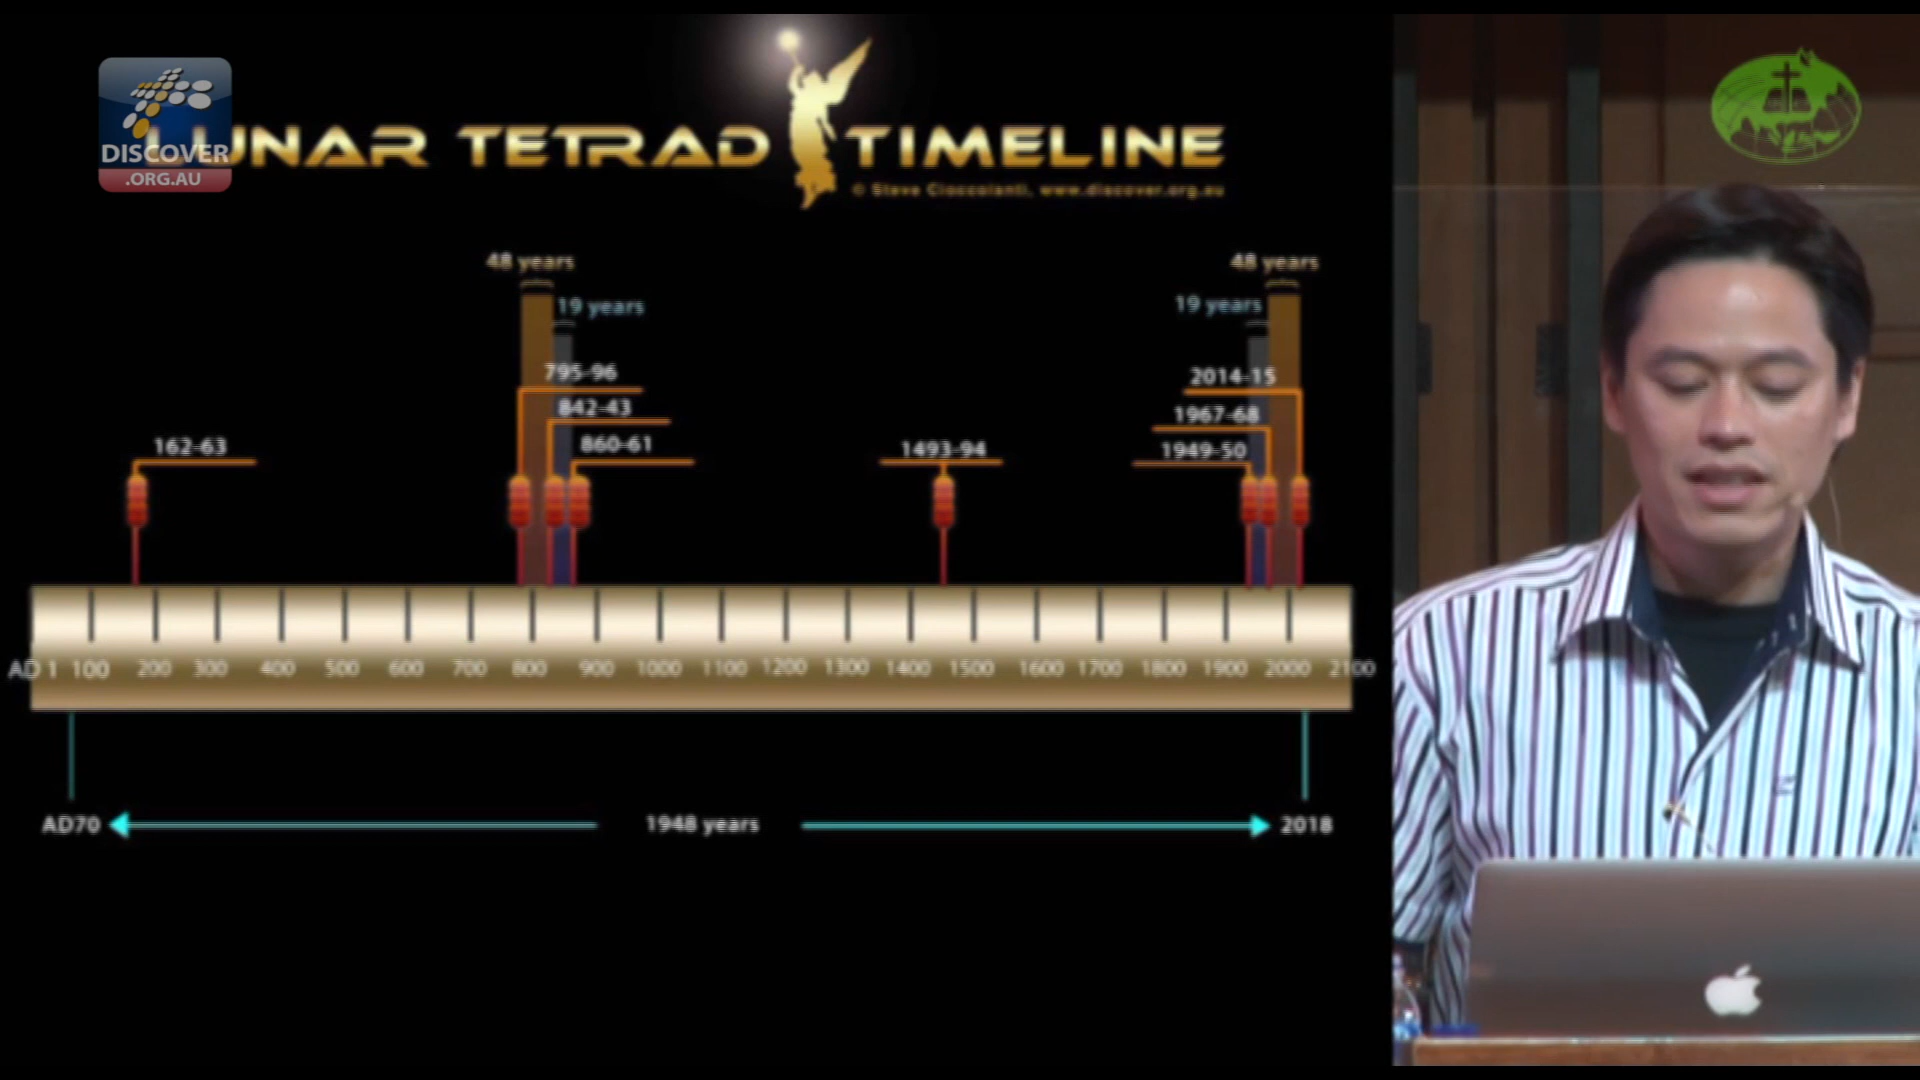 DISCOVER
.ORG.AU
LUNAR TETRAD TIMELINE
© Steve Cioccolanti, www.discover.org.au
48 years
48 years
19 years
19 years
795-96
2014-15
842-43
1967-68
162-63
860-61
1493-94
1949-50
AD 1 100 200 300 400 500 600 700 800 900 1000 1100 1200 1300 1400 1500 1600 1700 1800 1900 2000 2100
AD70
1948 years
2018